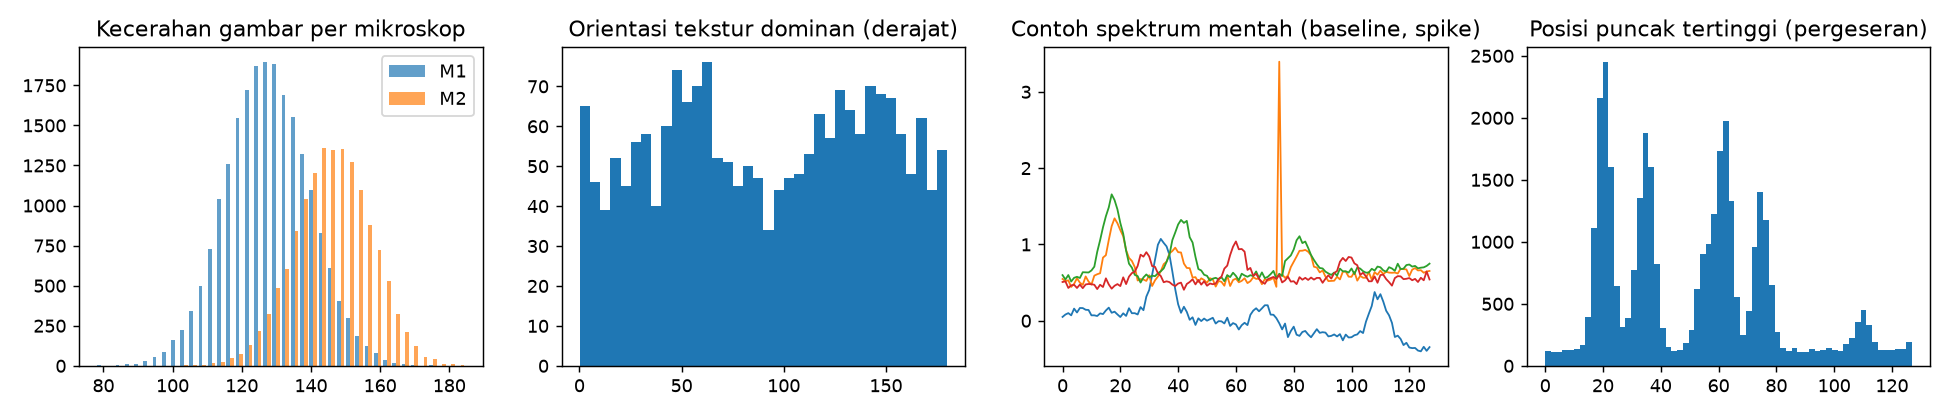 Kecerahan gambar per mikroskop
M1
M2
1750
1500
1250
1000
750
500
250
0
80 100 120 140 160 180
Orientasi tekstur dominan (derajat)
70
60
50
40
30
20
10
0
0 50 100 150
Contoh spektrum mentah (baseline, spike)
3
2
1
0
0 20 40 60 80 100 120
Posisi puncak tertinggi (pergeseran)
2500
2000
1500
1000
500
0
0 20 40 60 80 100 120